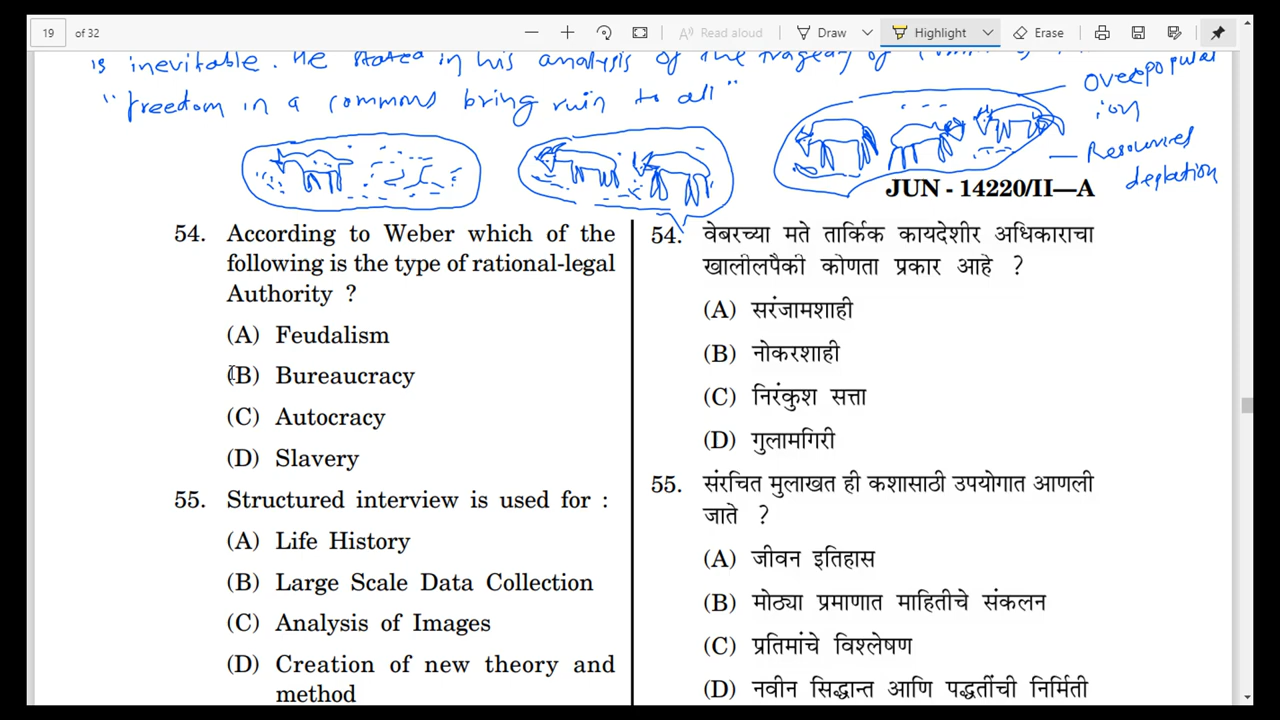 19 of 32
Read aloud
Draw
Highlight
Erase
is inevitable. He stated in his analysis of the tragedy of
"freedom in a commons bring ruin to all"
Overpopulat
ion
Resources
depletion
JUN - 14220/II—A
54. According to Weber which of the
following is the type of rational-legal
Authority ?
(A) Feudalism
(B) Bureaucracy
(C) Autocracy
(D) Slavery
55. Structured interview is used for :
(A) Life History
(B) Large Scale Data Collection
(C) Analysis of Images
(D) Creation of new theory and
method
54. वेबरच्या मते तार्किक कायदेशीर अधिकाराचा
खालीलपैकी कोणता प्रकार आहे ?
(A) सरंजामशाही
(B) नोकरशाही
(C) निरंकुश सत्ता
(D) गुलामगिरी
55. संरचित मुलाखत ही कशासाठी उपयोगात आणली
जाते ?
(A) जीवन इतिहास
(B) मोठ्या प्रमाणात माहितीचे संकलन
(C) प्रतिमांचे विश्लेषण
(D) नवीन सिद्धान्त आणि पद्धतींची निर्मिती